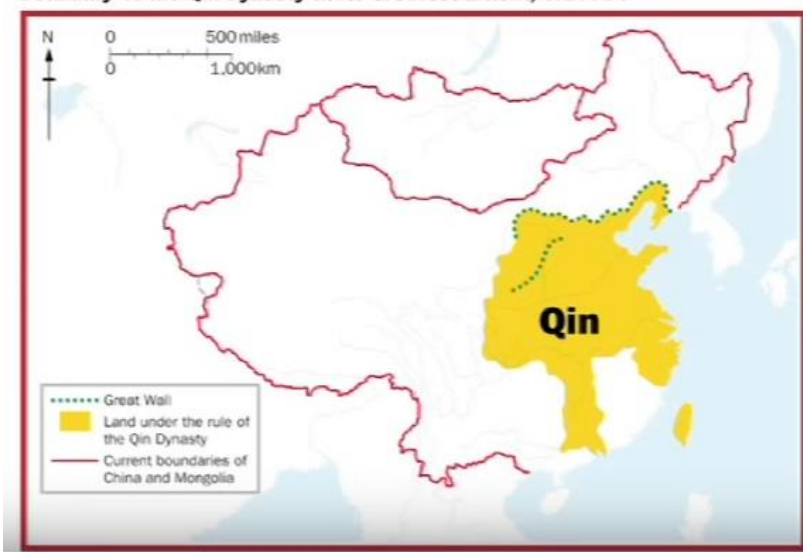 N
0 500 miles
0 1,000km
Qin
Great Wall
Land under the rule of
the Qin Dynasty
Current boundaries of
China and Mongolia